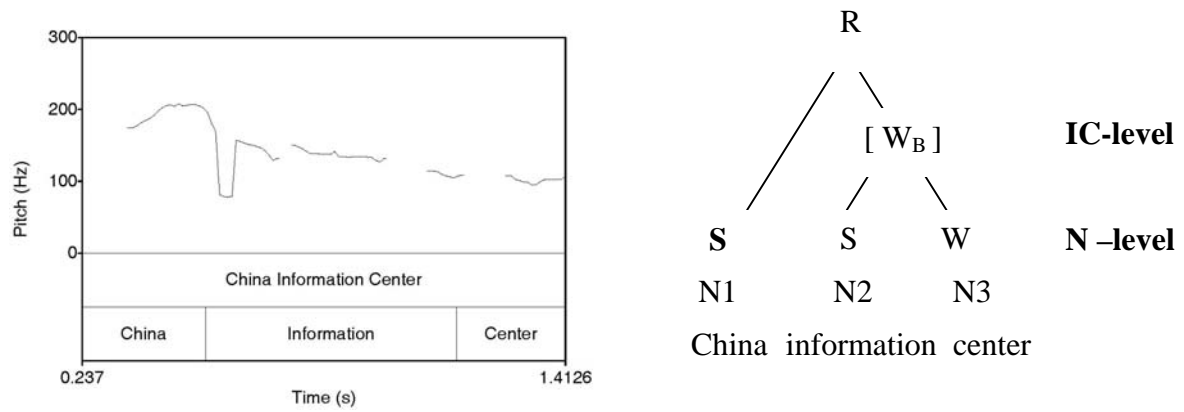 300
200
100
0
Pitch (Hz)
China Information Center
China Information Center
0.237 1.4126
Time (s)
R
[ W_B ] IC-level
S S W N –level
N1 N2 N3
China information center